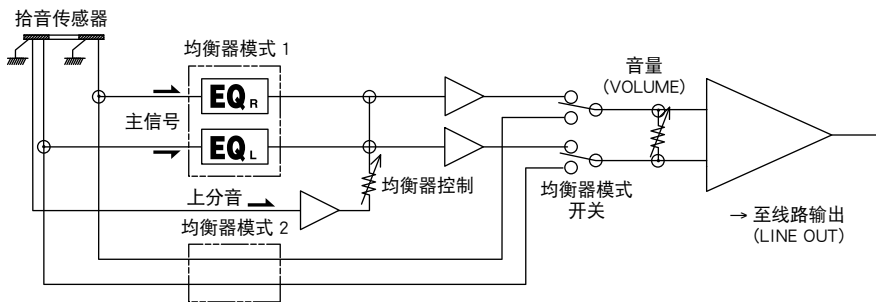 拾音传感器
均衡器模式 1
EQ R
主信号
EQ L
上分音
均衡器模式 2
均衡器控制
均衡器模式
开关
音量
(VOLUME)
→ 至线路输出
(LINE OUT)